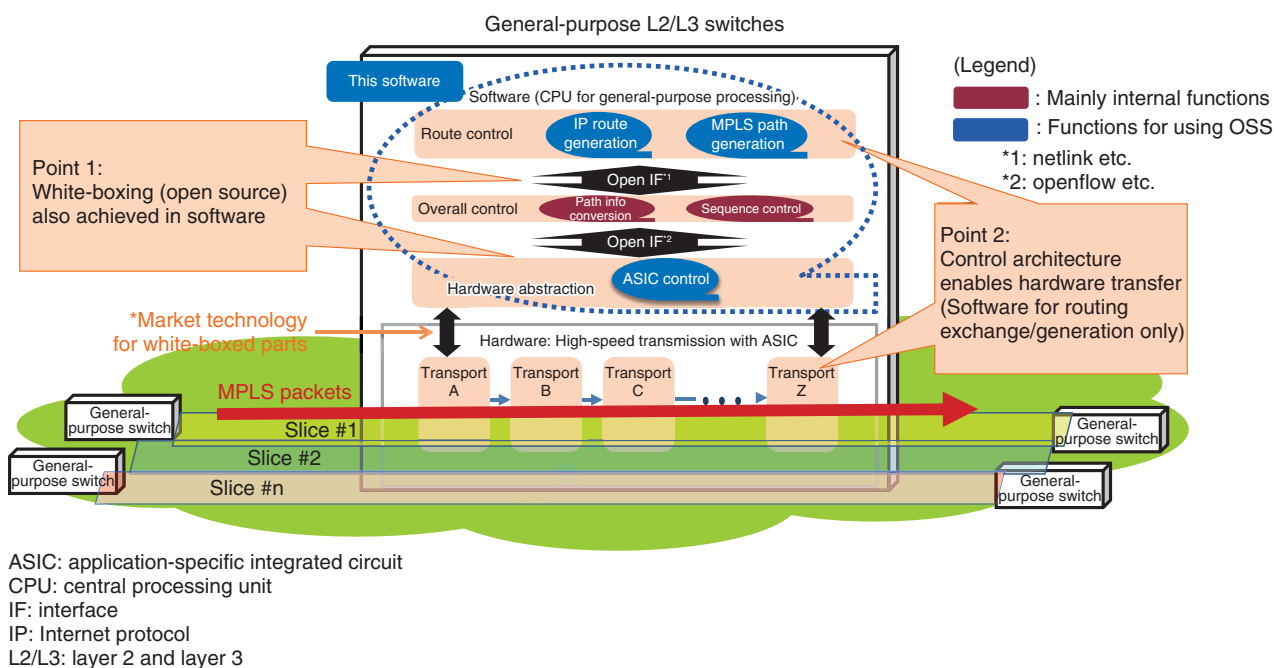 General-purpose L2/L3 switches
This software
Software (CPU for general-purpose processing)
Route control
IP route
generation
MPLS path
generation
Open IF*1
Overall control
Path info
conversion
Sequence control
Open IF*2
ASIC control
Hardware abstraction
(Legend)
: Mainly internal functions
: Functions for using OSS
*1: netlink etc.
*2: openflow etc.
Point 1:
White-boxing (open source)
also achieved in software
Point 2:
Control architecture
enables hardware transfer
(Software for routing
exchange/generation only)
*Market technology
for white-boxed parts
Hardware: High-speed transmission with ASIC
Transport
A
Transport
B
Transport
C
Transport
Z
MPLS packets
General-
purpose switch
General-
purpose switch
Slice #1
Slice #2
Slice #n
General-
purpose switch
General-
purpose switch
ASIC: application-specific integrated circuit
CPU: central processing unit
IF: interface
IP: Internet protocol
L2/L3: layer 2 and layer 3